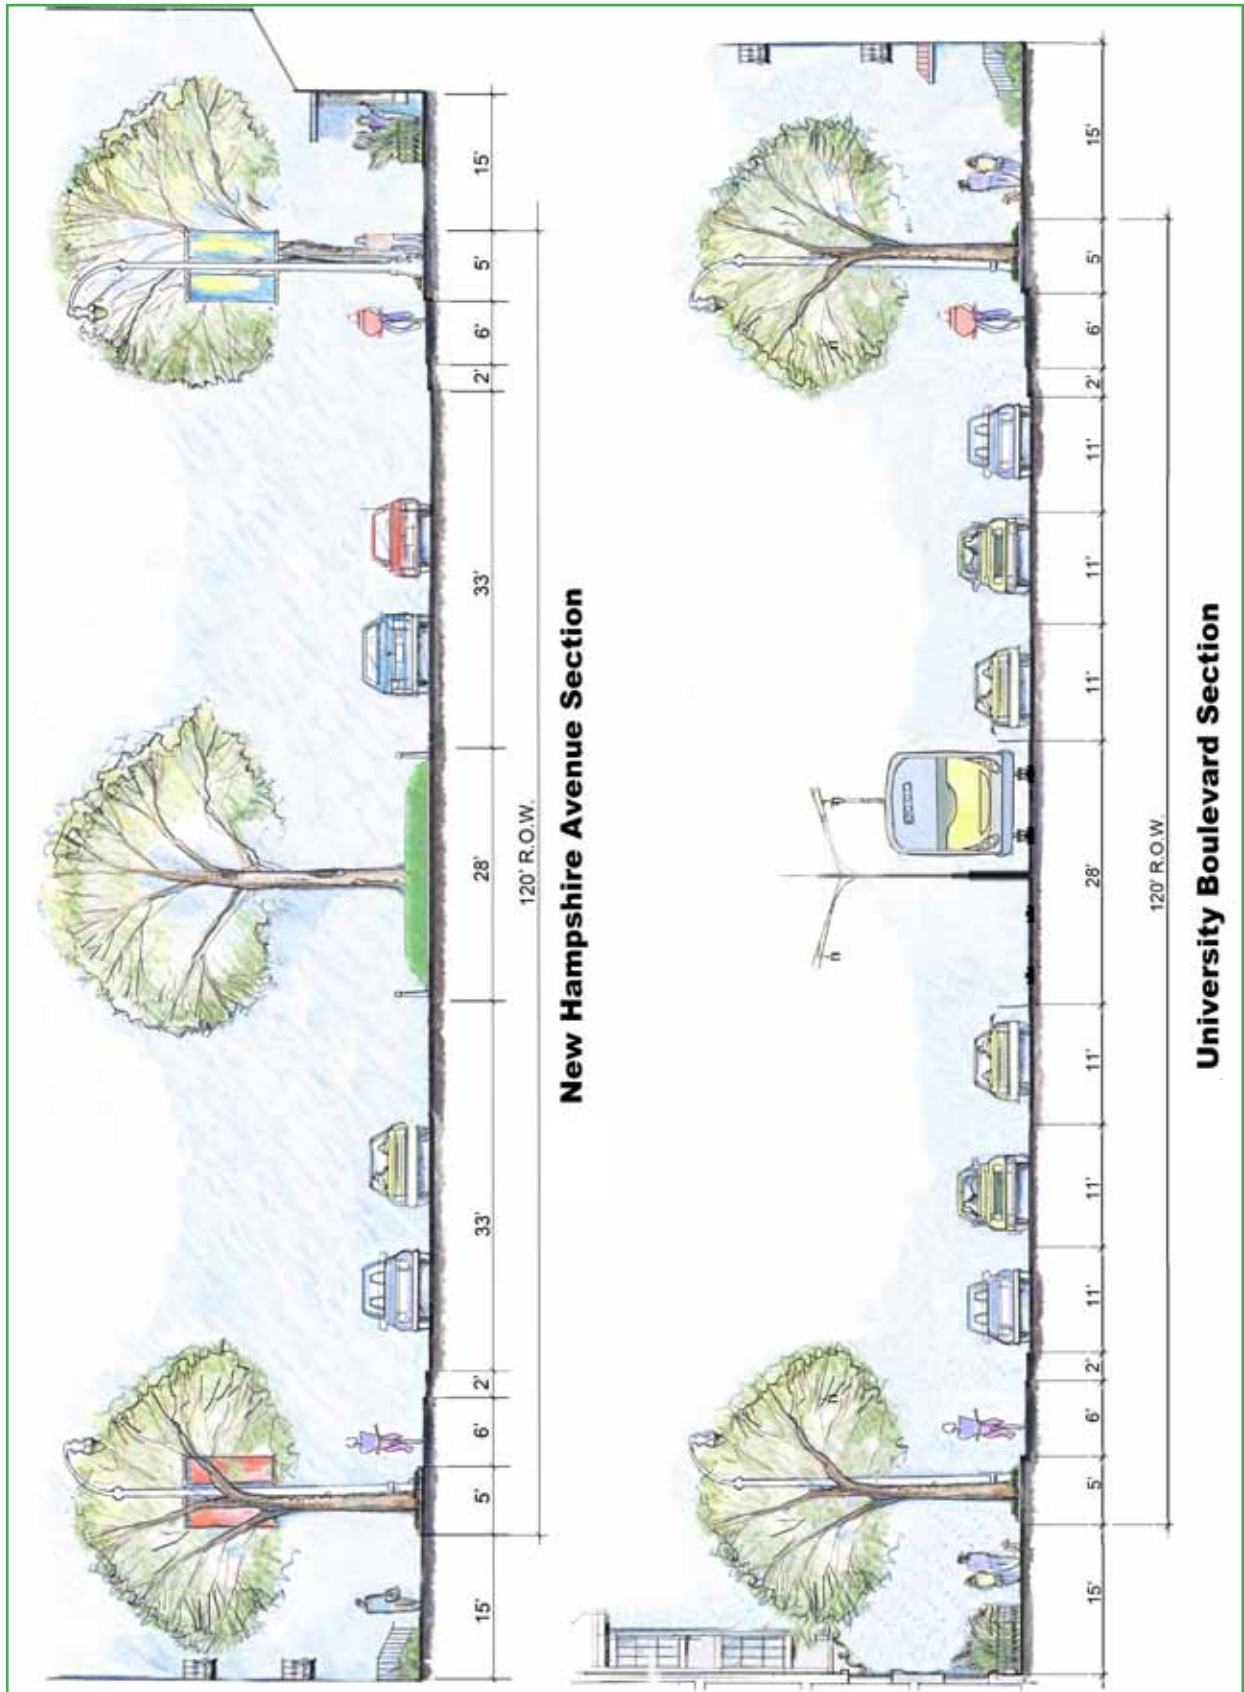 15' 5' 6' 2' 33' 28' 33' 2' 6' 5' 15'
120' R.O.W.
New Hampshire Avenue Section
15' 5' 6' 2' 11' 11' 11' 28' 11' 11' 11' 2' 6' 5' 15'
120' R.O.W.
University Boulevard Section